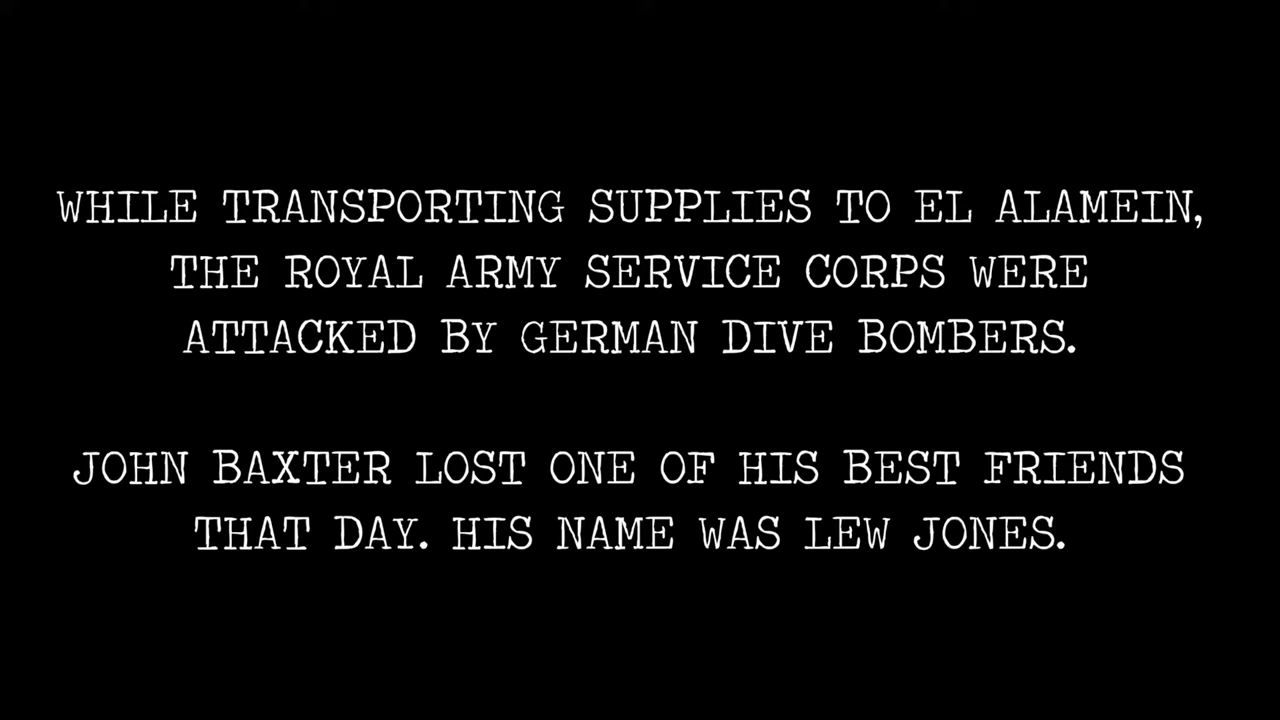 WHILE TRANSPORTING SUPPLIES TO EL ALAMEIN,
THE ROYAL ARMY SERVICE CORPS WERE
ATTACKED BY GERMAN DIVE BOMBERS.
JOHN BAXTER LOST ONE OF HIS BEST FRIENDS
THAT DAY. HIS NAME WAS LEW JONES.